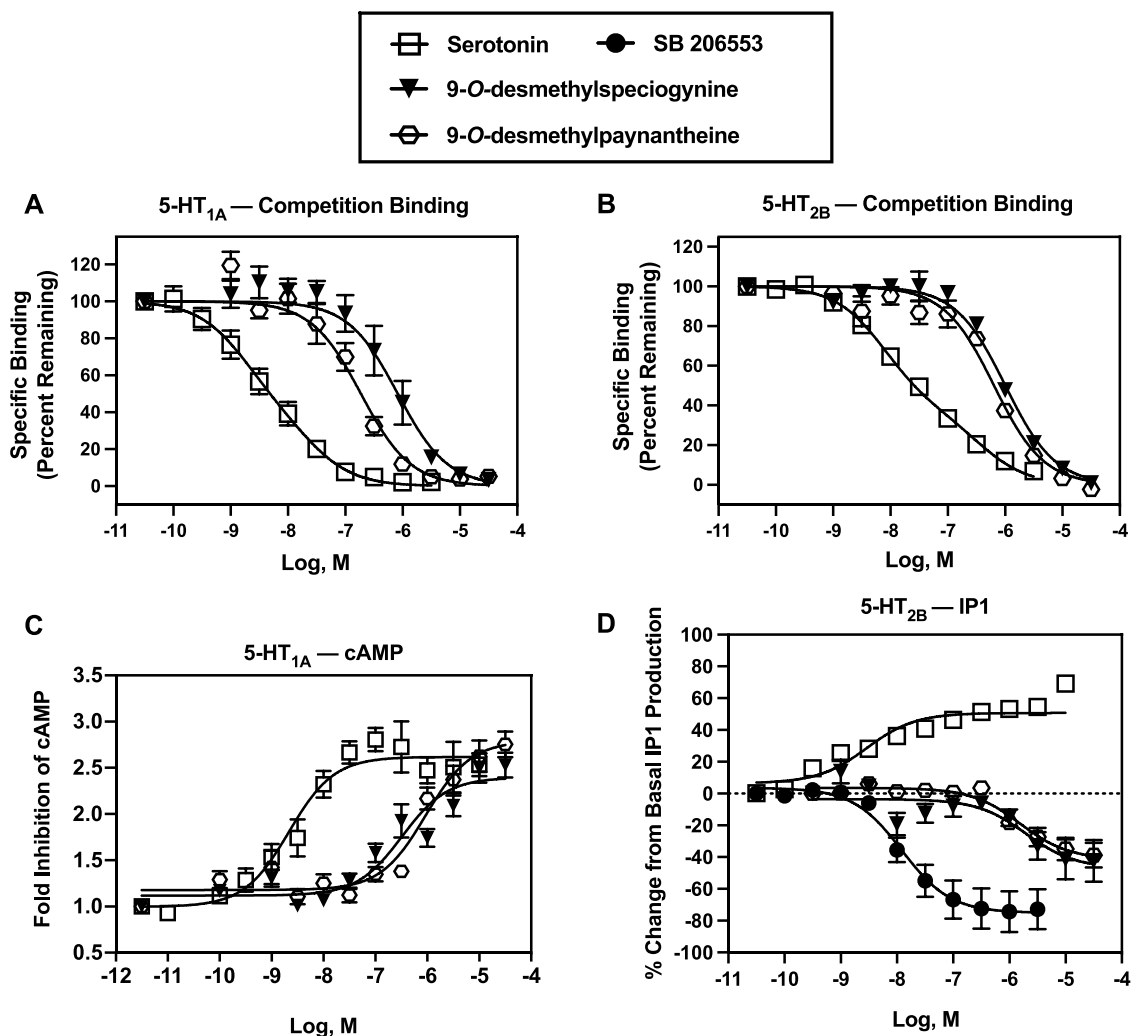 Serotonin SB 206553
9-O-desmethylspeciogynine
9-O-desmethylpaynantheine
A
5-HT1A — Competition Binding
Specific Binding
(Percent Remaining)
120
100
80
60
40
20
0
-11 -10 -9 -8 -7 -6 -5 -4
Log, M
B
5-HT2B — Competition Binding
Specific Binding
(Percent Remaining)
120
100
80
60
40
20
0
-11 -10 -9 -8 -7 -6 -5 -4
Log, M
C
5-HT1A — cAMP
Fold Inhibition of cAMP
3.5
3.0
2.5
2.0
1.5
1.0
0.5
-12 -11 -10 -9 -8 -7 -6 -5 -4
Log, M
D
5-HT2B — IP1
% Change from Basal IP1 Production
100
80
60
40
20
0
-20
-40
-60
-80
-100
-11 -10 -9 -8 -7 -6 -5 -4
Log, M